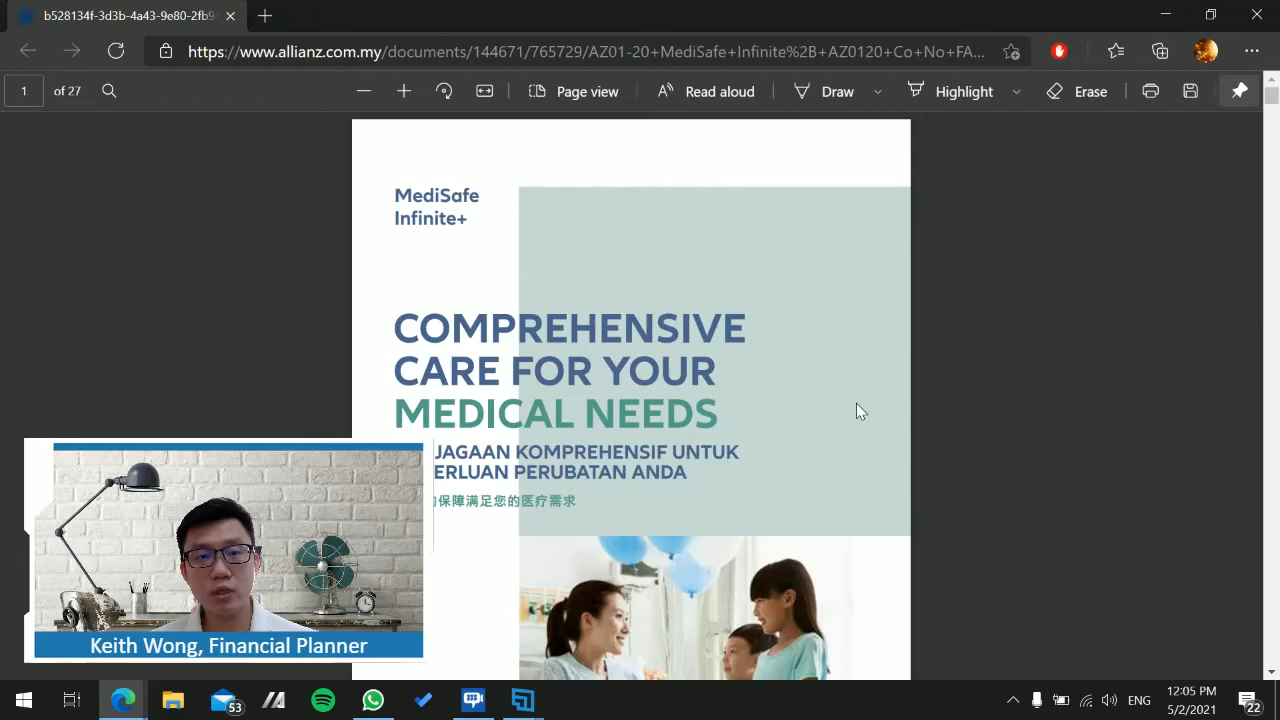 b528134f-3d3b-4a43-9e80-2fb9
https://www.allianz.com.my/documents/144671/765729/AZ01-20+MediSafe+Infinite%2B+AZ0120+Co+No+FA...
1 of 27
Page view
Read aloud
Draw
Highlight
Erase
MediSafe
Infinite+
COMPREHENSIVE
CARE FOR YOUR
MEDICAL NEEDS
JAGAAN KOMPREHENSIF UNTUK
ERLUAN PERUBATAN ANDA
保障满足您的医疗需求
Keith Wong, Financial Planner
53
ENG
12:05 PM
5/2/2021
22